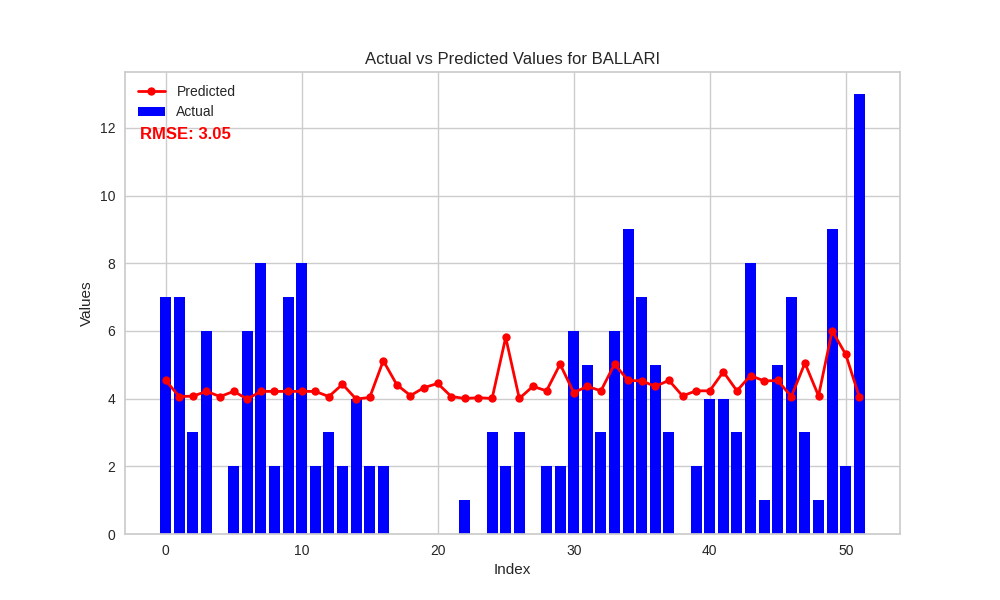 Actual vs Predicted Values for BALLARI
Predicted
Actual
RMSE: 3.05
Values
12
10
8
6
4
2
0
0 10 20 30 40 50
Index